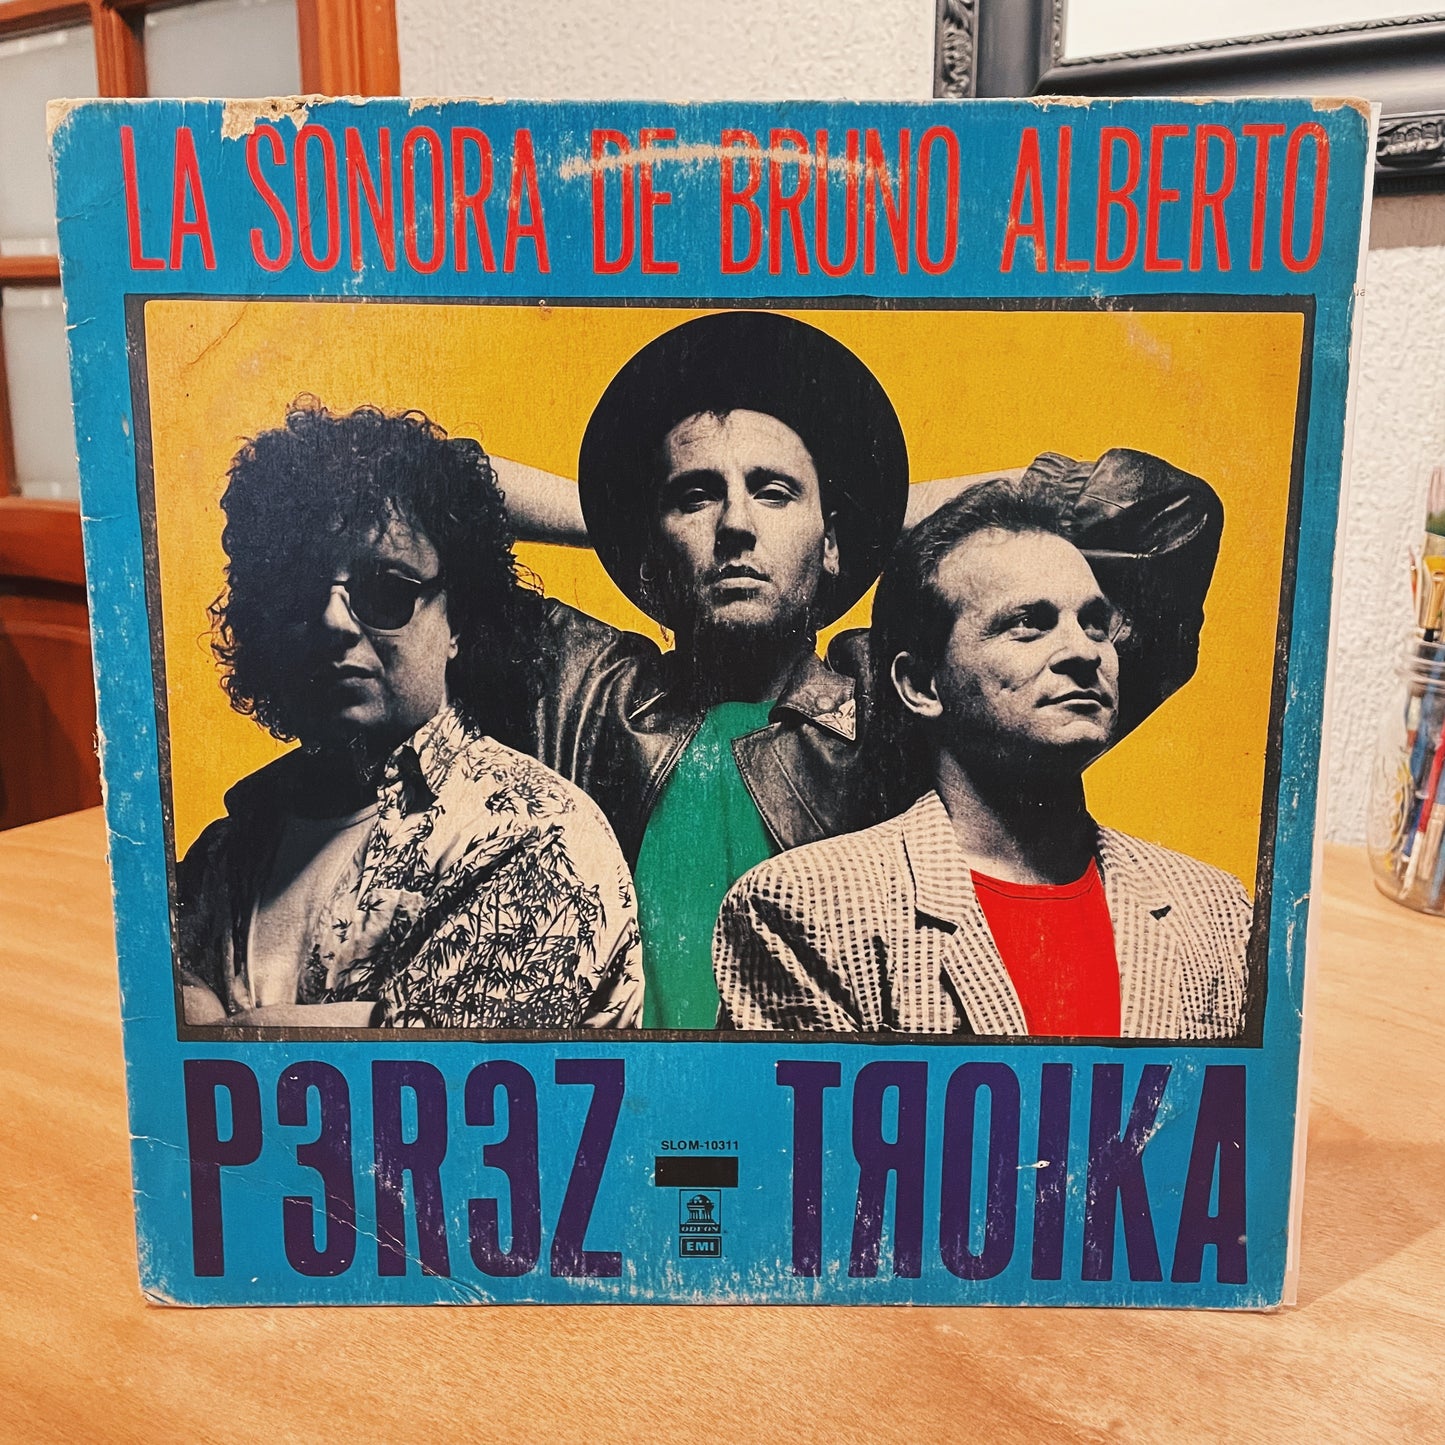 LA SONORA DE BRUNO ALBERTO
P3R3Z - TЯOIKA
SLOM-10311
ODEON
EMI